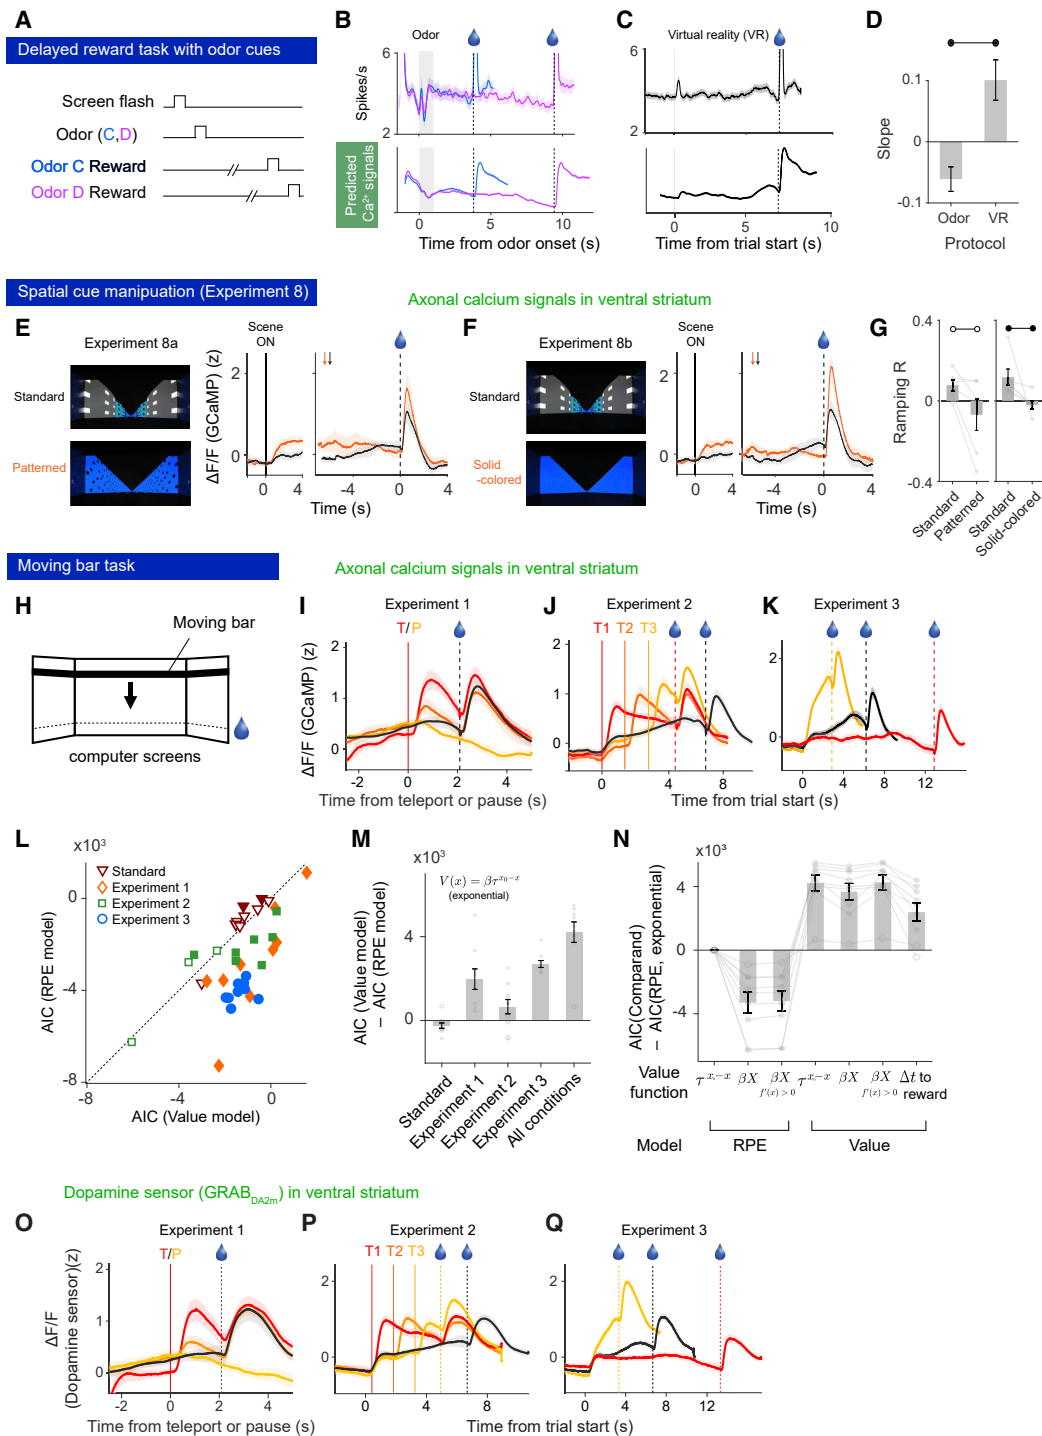 A
Delayed reward task with odor cues
Screen flash
Odor (C,D)
Odor C Reward
Odor D Reward
B
Odor
Spikes/s
6
2
Predicted
Ca2+ signals
0
5
10
Time from odor onset (s)
C
Virtual reality (VR)
6
2
0
5
10
Time from trial start (s)
D
Slope
0.1
0
-0.1
Odor
VR
Protocol
Spatial cue manipuation (Experiment 8)
Axonal calcium signals in ventral striatum
E
Experiment 8a
Standard
Patterned
Scene
ON
ΔF/F (GCaMP) (z)
2
0
0
4
-4
0
4
Time (s)
F
Experiment 8b
Standard
Solid
-colored
Scene
ON
2
0
0
4
-4
0
4
Time (s)
G
Ramping R
0.4
0
-0.4
Standard
Patterned
Standard
Solid-colored
Moving bar task
Axonal calcium signals in ventral striatum
H
Moving bar
computer screens
I
Experiment 1
T/P
ΔF/F (GCaMP) (z)
2
1
0
-2
0
2
4
Time from teleport or pause (s)
J
Experiment 2
T1
T2
T3
2
1
0
0
4
8
K
Experiment 3
2
0
0
4
8
12
Time from trial start (s)
L
x10³
Standard
Experiment 1
Experiment 2
Experiment 3
AIC (RPE model)
0
-4
-8
-8
-4
0
AIC (Value model)
M
x10³
V(x) = βτ^{x₀−x}
(exponential)
AIC (Value model)
− AIC (RPE model)
4
0
Standard
Experiment 1
Experiment 2
Experiment 3
All conditions
N
x10³
AIC(Comparand)
− AIC(RPE, exponential)
4
0
-4
Value
function
βX
βX
f'(x) > 0
βX
βX
f'(x) > 0
Δt to
reward
Model
RPE
Value
Dopamine sensor (GRAB DA2m) in ventral striatum
O
Experiment 1
T/P
ΔF/F
(Dopamine sensor)(z)
2
1
0
-2
0
2
4
Time from teleport or pause (s)
P
Experiment 2
T1
T2
T3
2
0
0
4
8
Q
Experiment 3
2
0
0
4
8
12
Time from trial start (s)